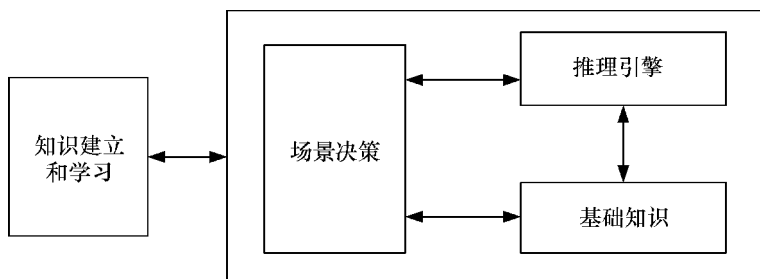 知识建立
和学习
场景决策
推理引擎
基础知识